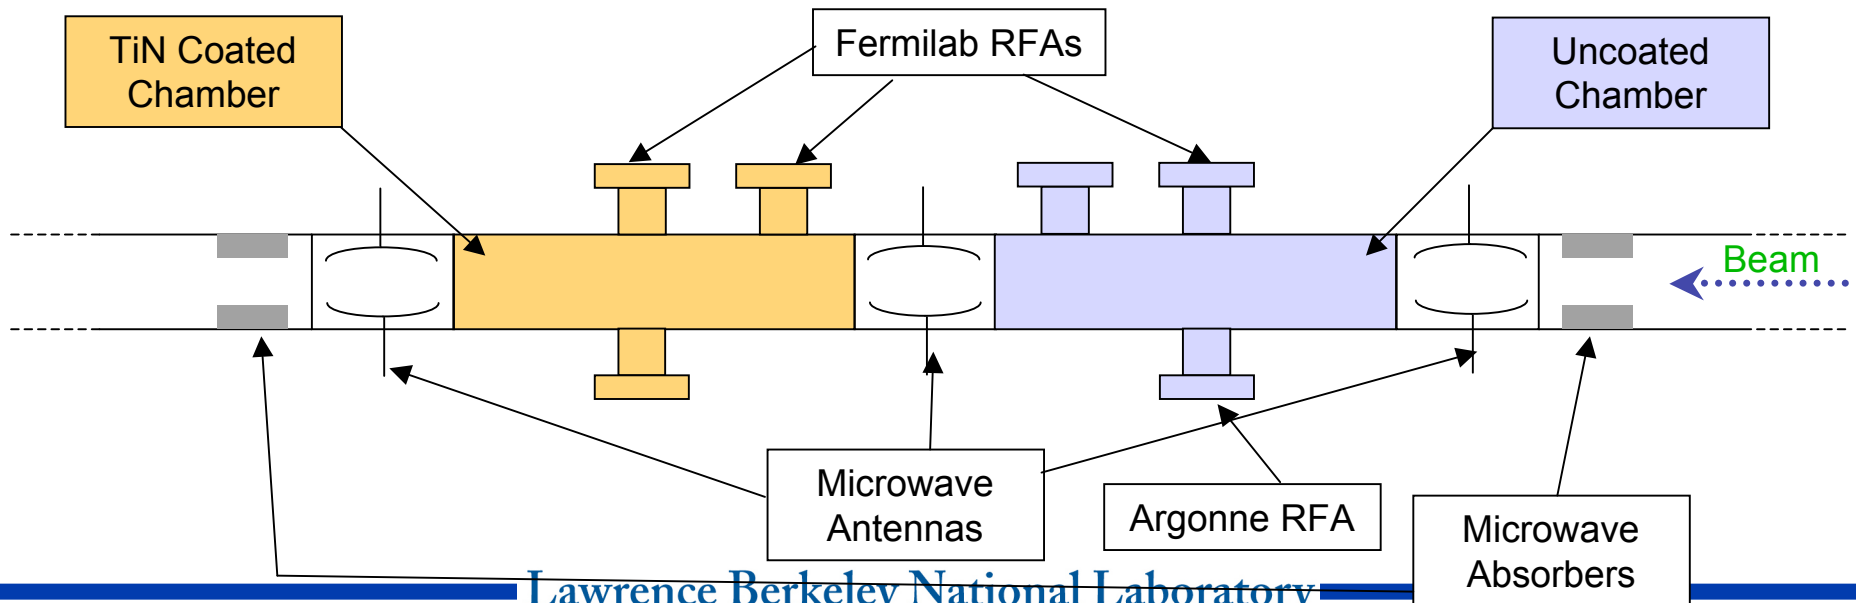 TiN Coated
Chamber
Fermilab RFAs
Uncoated
Chamber
Beam
Microwave
Antennas
Argonne RFA
Microwave
Absorbers
Lawrence Berkeley National Laboratory